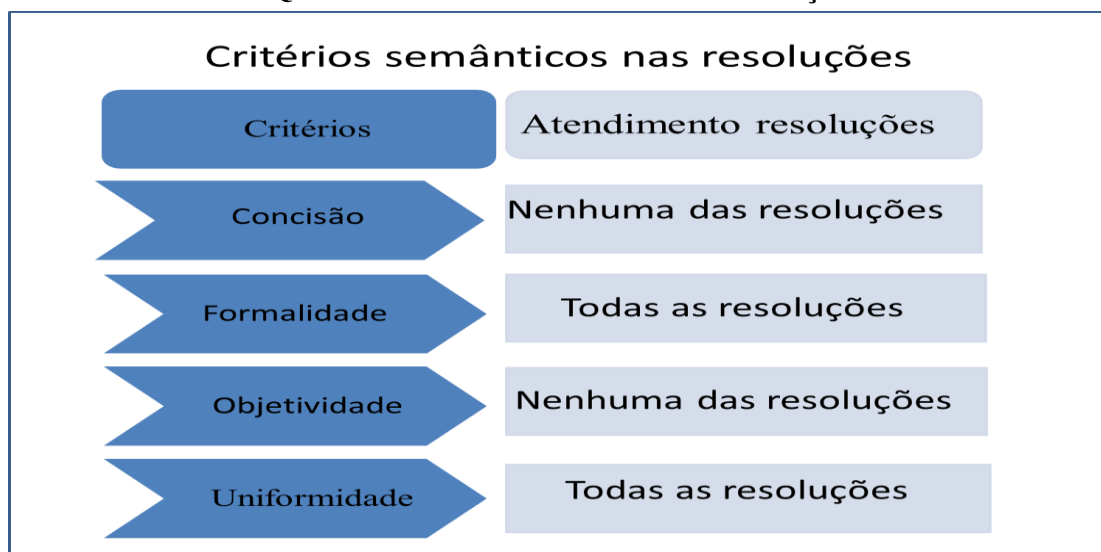 Critérios semânticos nas resoluções
Critérios
Atendimento resoluções
Concisão
Nenhuma das resoluções
Formalidade
Todas as resoluções
Objetividade
Nenhuma das resoluções
Uniformidade
Todas as resoluções